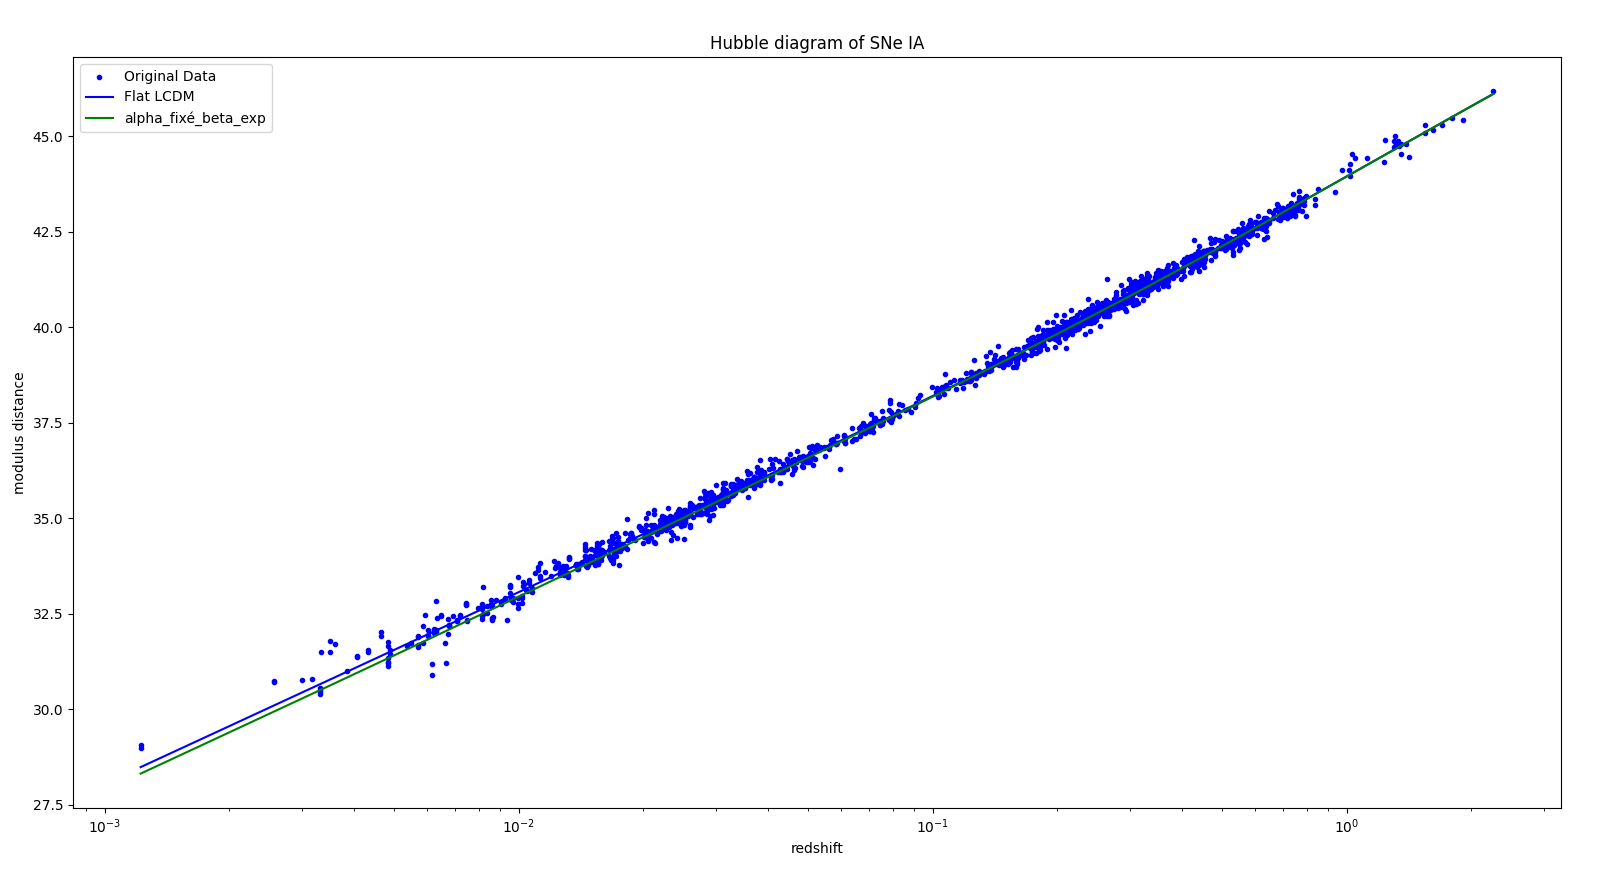 Hubble diagram of SNe IA
Original Data
Flat LCDM
alpha_fixé_beta_exp
modulus distance
45.0
42.5
40.0
37.5
35.0
32.5
30.0
27.5
10⁻³
10⁻²
10⁻¹
10⁰
redshift